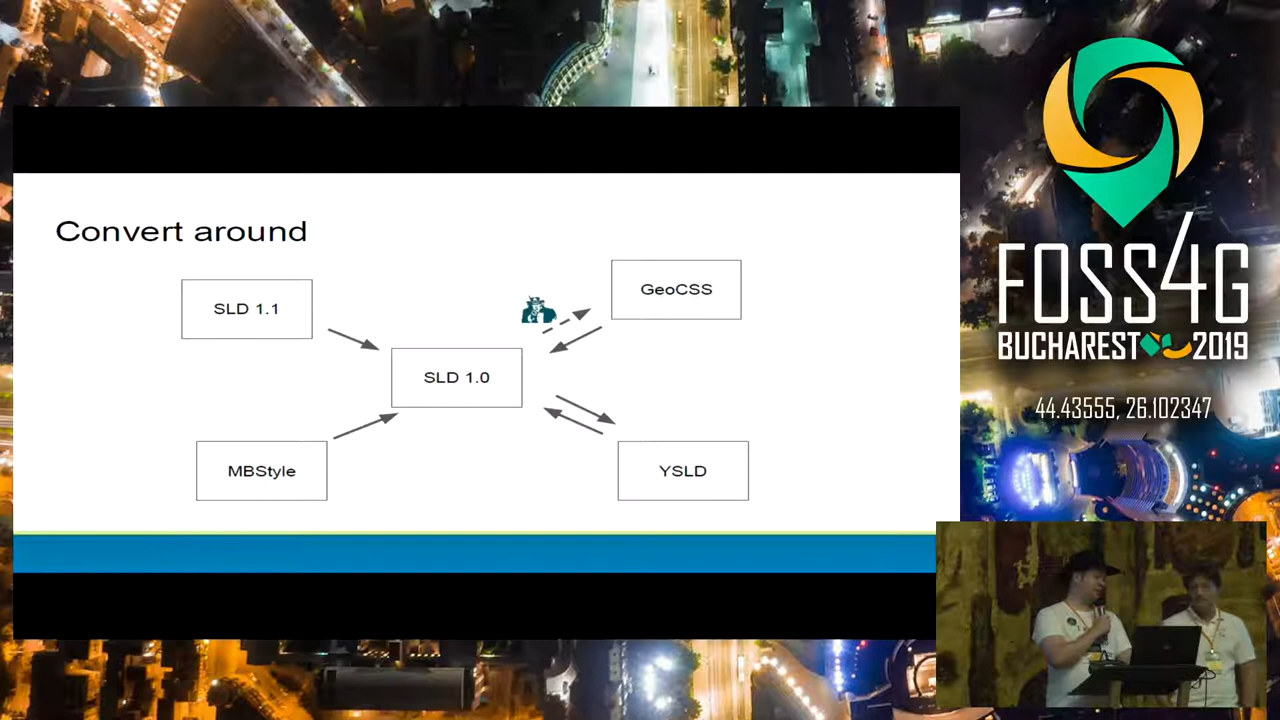 Convert around
SLD 1.1
GeoCSS
SLD 1.0
MBStyle
YSLD
FOSS4G
BUCHAREST 2019
44.43555, 26.102347